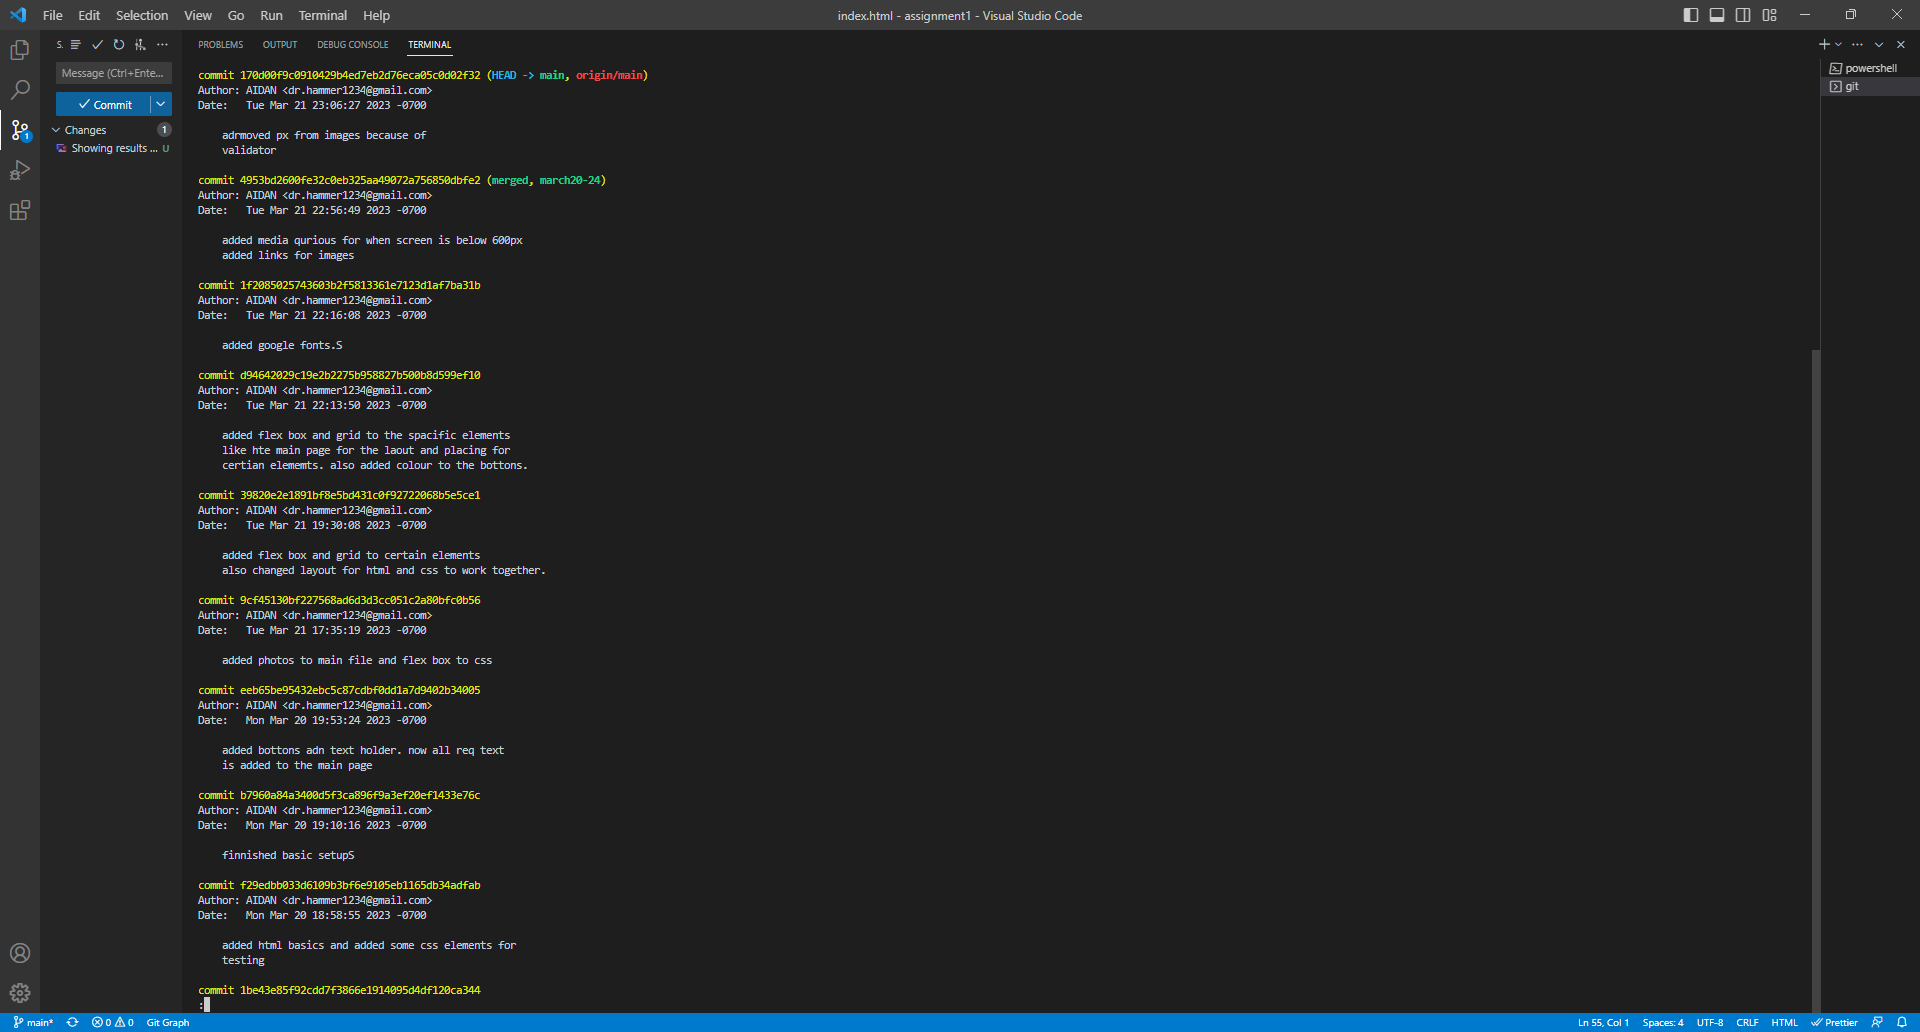 File Edit Selection View Go Run Terminal Help
index.html - assignment1 - Visual Studio Code
S.
PROBLEMS OUTPUT DEBUG CONSOLE TERMINAL
Message (Ctrl+Ente...
Commit
Changes 1
Showing results ... U
1
powershell
git
commit 170d00f9c0910429b4ed7eb2d76eca05c0d02f32 (HEAD -> main, origin/main)
Author: AIDAN <dr.hammer1234@gmail.com>
Date:   Tue Mar 21 23:06:27 2023 -0700
adrmoved px from images because of
validator
commit 4953bd2600fe32c0eb325aa49072a756850dbfe2 (merged, march20-24)
Author: AIDAN <dr.hammer1234@gmail.com>
Date:   Tue Mar 21 22:56:49 2023 -0700
added media qurious for when screen is below 600px
added links for images
commit 1f2085025743603b2f5813361e7123d1af7ba31b
Author: AIDAN <dr.hammer1234@gmail.com>
Date:   Tue Mar 21 22:16:08 2023 -0700
added google fonts.S
commit d94642029c19e2b2275b958827b500b8d599ef10
Author: AIDAN <dr.hammer1234@gmail.com>
Date:   Tue Mar 21 22:13:50 2023 -0700
added flex box and grid to the spacific elements
like hte main page for the laout and placing for
certian elememts. also added colour to the bottons.
commit 39820e2e1891bf8e5bd431c0f92722068b5e5ce1
Author: AIDAN <dr.hammer1234@gmail.com>
Date:   Tue Mar 21 19:30:08 2023 -0700
added flex box and grid to certain elements
also changed layout for html and css to work together.
commit 9cf45130bf227568ad6d3d3cc051c2a80bfc0b56
Author: AIDAN <dr.hammer1234@gmail.com>
Date:   Tue Mar 21 17:35:19 2023 -0700
added photos to main file and flex box to css
commit eeb65be95432ebc5c87cdbf0dd1a7d9402b34005
Author: AIDAN <dr.hammer1234@gmail.com>
Date:   Mon Mar 20 19:53:24 2023 -0700
added bottons adn text holder. now all req text
is added to the main page
commit b7960a84a3400d5f3ca896f9a3ef20ef1433e76c
Author: AIDAN <dr.hammer1234@gmail.com>
Date:   Mon Mar 20 19:10:16 2023 -0700
finnished basic setupS
commit f29edbb033d6109b3bf6e9105eb1165db34adfab
Author: AIDAN <dr.hammer1234@gmail.com>
Date:   Mon Mar 20 18:58:55 2023 -0700
added html basics and added some css elements for
testing
commit 1be43e85f92cdd7f3866e1914095d4df120ca344
:
main* 0 0 Git Graph
Ln 55, Col 1 Spaces: 4 UTF-8 CRLF HTML Prettier